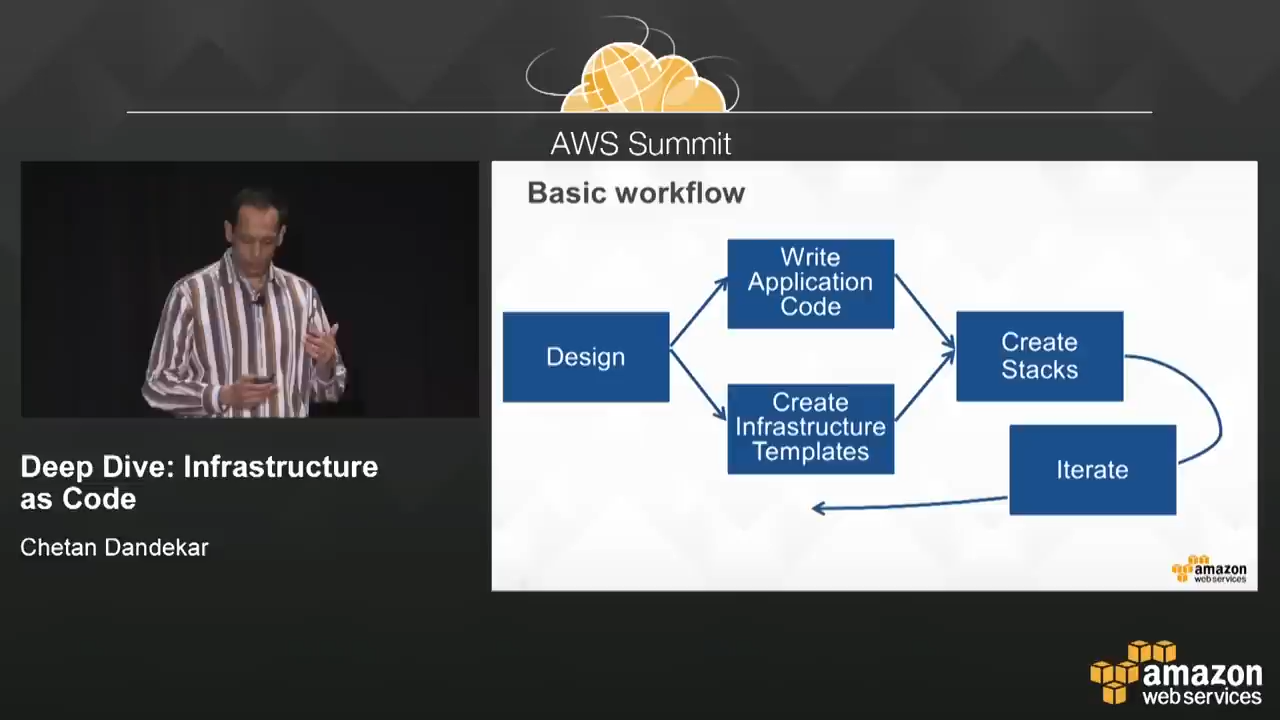 AWS Summit
Basic workflow
Write
Application
Code
Design
Create
Infrastructure
Templates
Create
Stacks
Iterate
amazon
web services
Deep Dive: Infrastructure
as Code
Chetan Dandekar
amazon
web services